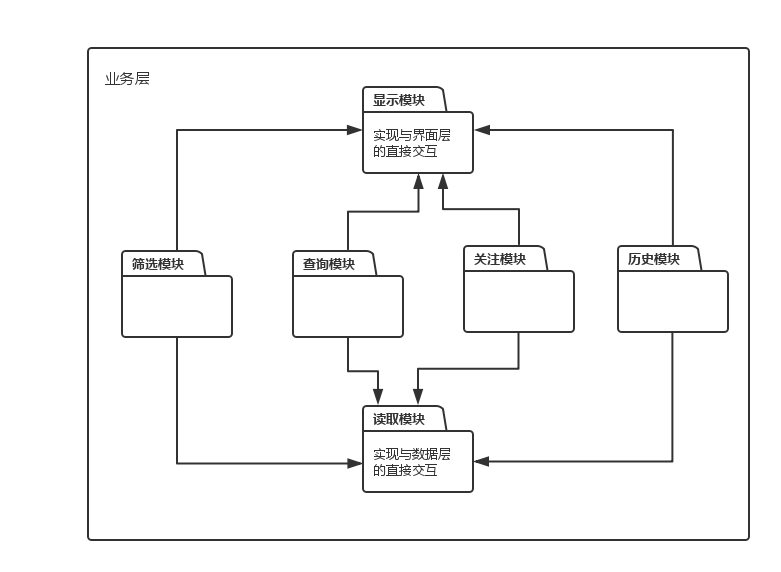 业务层
显示模块
实现与界面层
的直接交互
筛选模块
查询模块
关注模块
历史模块
读取模块
实现与数据层
的直接交互